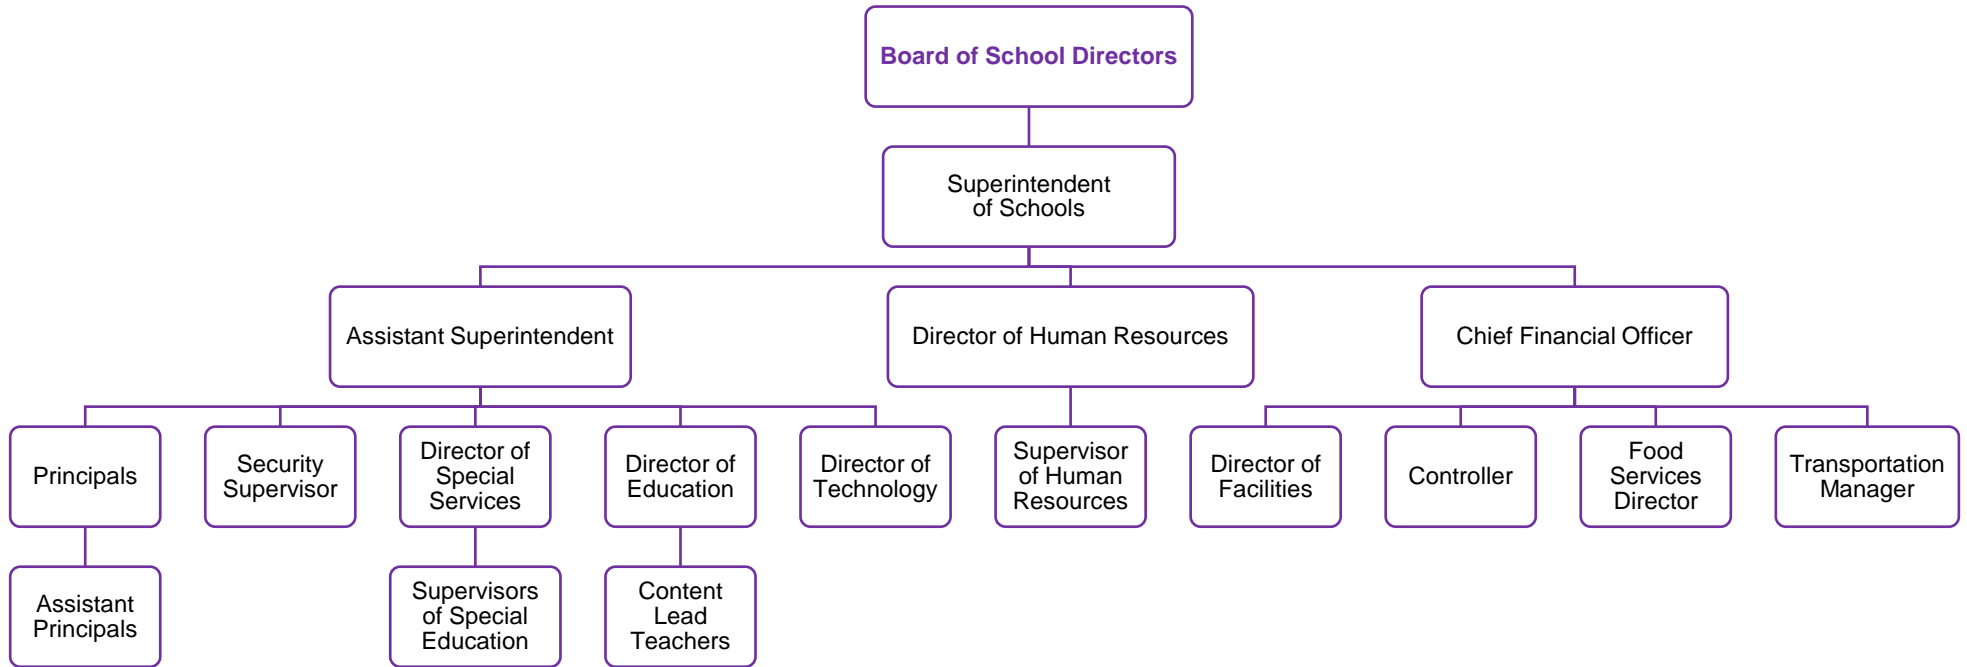 Board of School Directors
Superintendent
of Schools
Assistant Superintendent
Director of Human Resources
Chief Financial Officer
Principals
Security
Supervisor
Director of
Special
Services
Director of
Education
Director of
Technology
Supervisor
of Human
Resources
Director of
Facilities
Controller
Food
Services
Director
Transportation
Manager
Assistant
Principals
Supervisors
of Special
Education
Content
Lead
Teachers